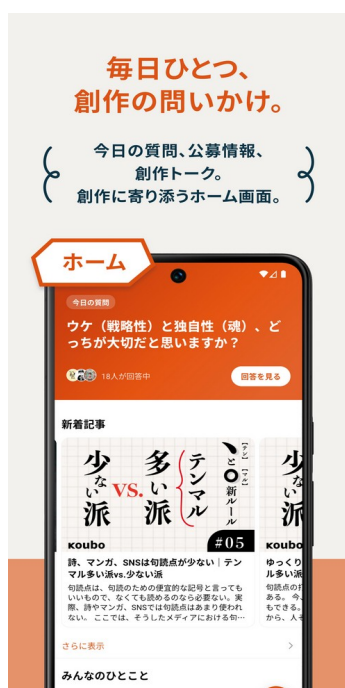 毎日ひとつ、
創作の問いかけ。
今日の質問、公募情報、
創作トーク。
創作に寄り添うホーム画面。
ホーム
今日の質問
ウケ（戦略性）と独自性（魂）、ど
っちが大切だと思いますか？
18人が回答中
回答を見る
新着記事
少ない派
vs.
多い派
テンマル
【テン】【マル】
、と。新ルール
koubo
#05
koubo
詩、マンガ、SNSは句読点が少ない｜テン
マル多い派vs.少ない派
句読点は、句読のための便宜的な記号と言っても
いいもので、なくても読めるのなら必要ない。実
際、詩やマンガ、SNSでは句読点はあまり使われ
ない。 ここでは、そうしたメディアにおける句…
ゆっくり
ル多い派
句読点の打
ある。今、
もできる。
から、人そ
さらに表示
みんなのひとこと